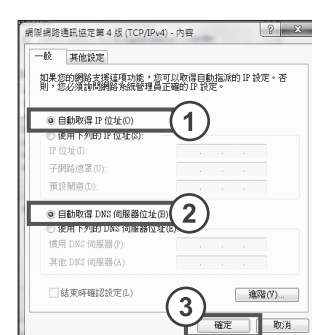 網際網路通訊協定第 4 版 (TCP/IPv4) - 內容
一般
其他設定
如果您的網路支援這項功能，您可以取得自動指派的 IP 設定。否
則，您必須詢問網路系統管理員正確的 IP 設定。
自動取得 IP 位址(O)
1
使用下列的 IP 位址(S):
IP 位址(I):
子網路遮罩(U):
預設閘道(D):
自動取得 DNS 伺服器位址(B)
2
使用下列的 DNS 伺服器位址(E)
慣用 DNS 伺服器(P):
其他 DNS 伺服器(A):
結束時確認設定(L)
進階(V)...
3
確定
取消